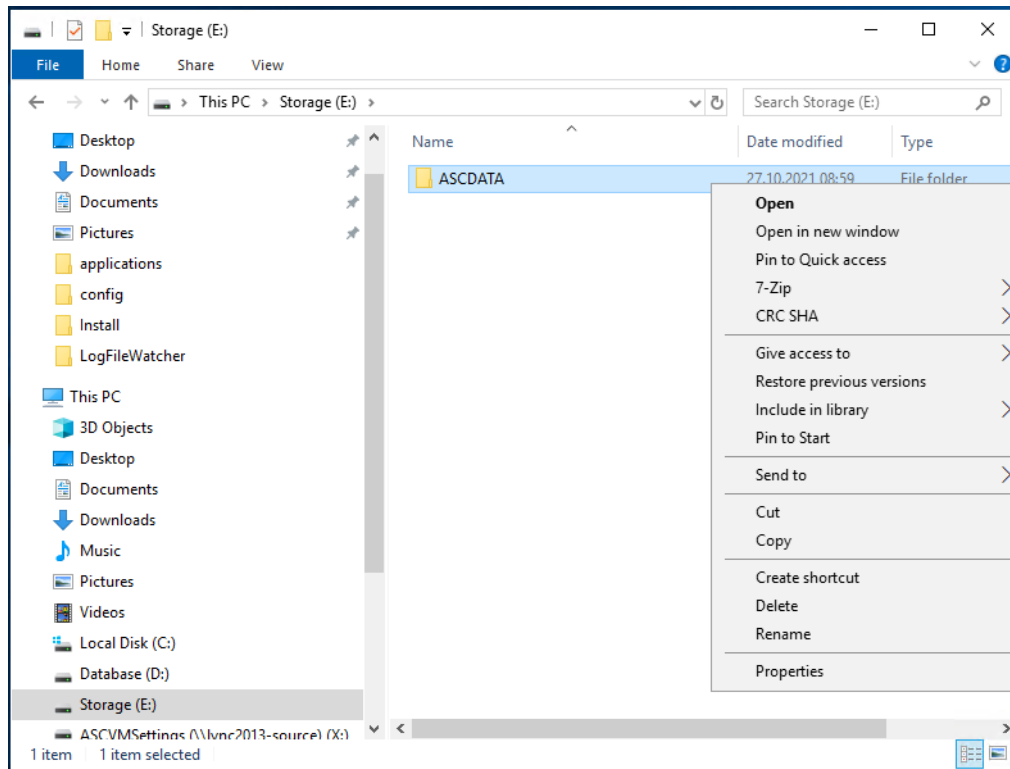 Storage (E:)
File Home Share View
This PC Storage (E:) Search Storage (E:)
Desktop
Downloads
Documents
Pictures
applications
config
Install
LogFileWatcher
This PC
3D Objects
Desktop
Documents
Downloads
Music
Pictures
Videos
Local Disk (C:)
Database (D:)
Storage (E:)
ASCVMSettings (\\lync2013-source) (X:)
Name Date modified Type
ASCDATA 27.10.2021 08:59 File folder
Open
Open in new window
Pin to Quick access
7-Zip
CRC SHA
Give access to
Restore previous versions
Include in library
Pin to Start
Send to
Cut
Copy
Create shortcut
Delete
Rename
Properties
1 item 1 item selected